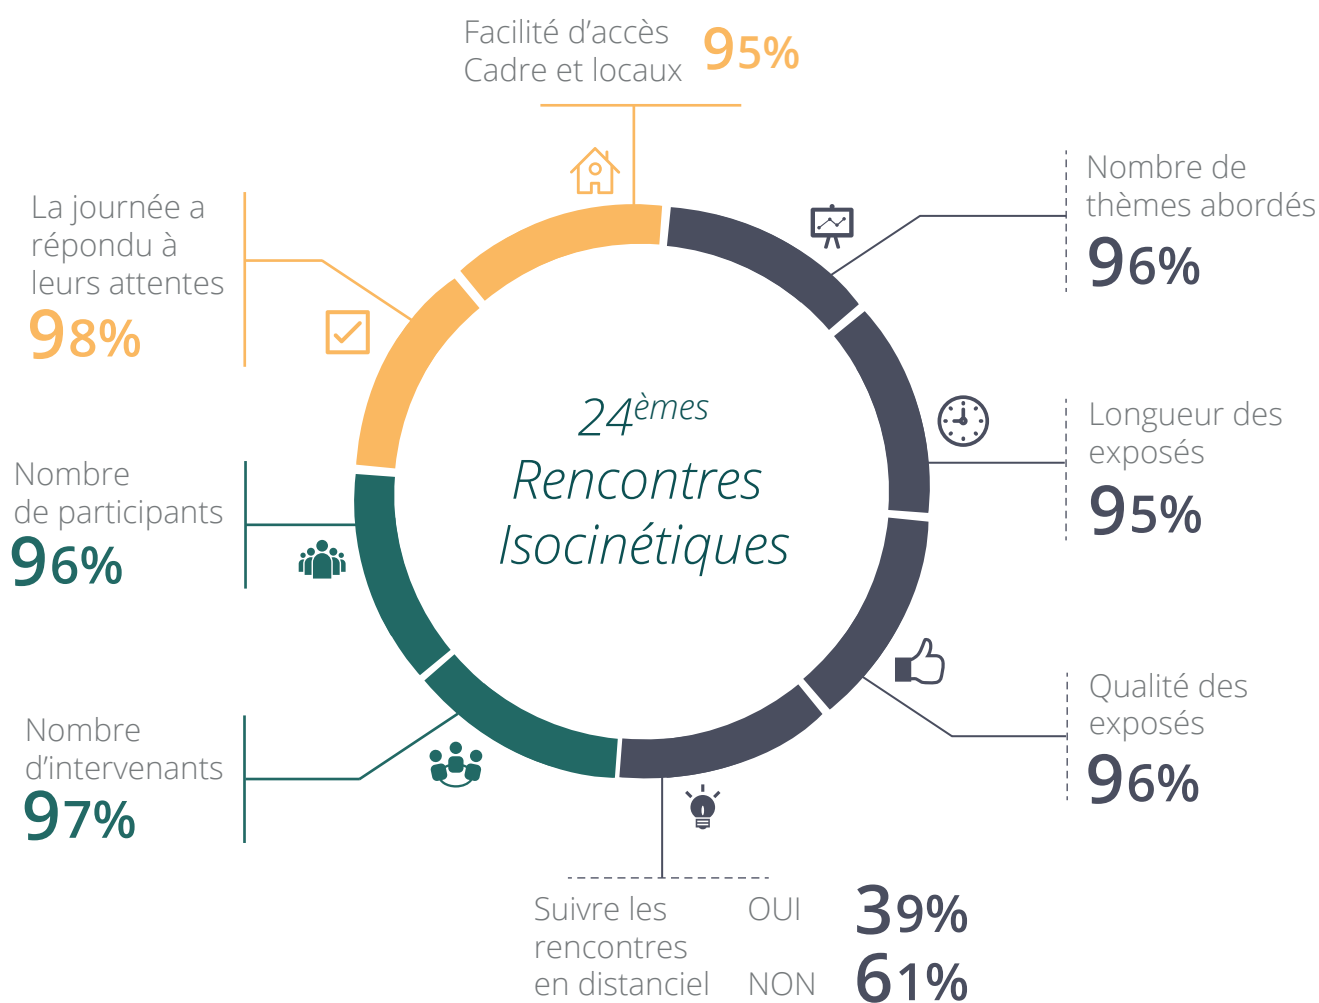 Facilité d'accès
Cadre et locaux
95%
Nombre de
thèmes abordés
96%
Longueur des
exposés
95%
Qualité des
exposés
96%
Suivre les
rencontres
en distanciel
OUI 39%
NON 61%
Nombre
d'intervenants
97%
Nombre
de participants
96%
La journée a
répondu à
leurs attentes
98%
24èmes
Rencontres
Isocinétiques